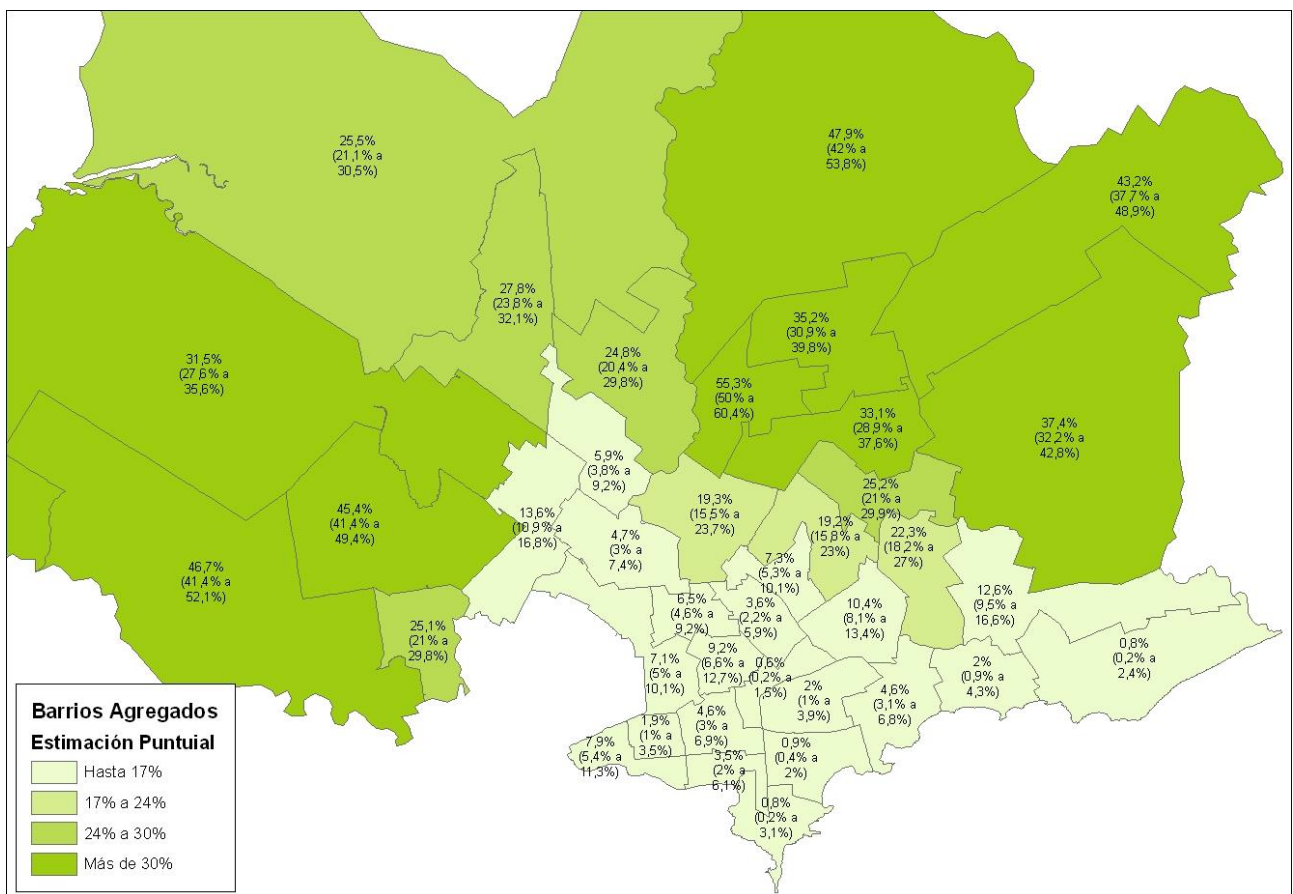 25,5%
(21,1% a
30,5%)
47,9%
(42% a
53,8%)
43,2%
(37,7% a
48,9%)
27,8%
(23,8% a
32,1%)
35,2%
(30,9% a
39,8%)
31,5%
(27,6% a
35,6%)
24,8%
(20,4% a
29,8%)
55,3%
(50% a
60,4%)
33,1%
(28,9% a
37,6%)
37,4%
(32,2% a
42,8%)
5,9%
(3,8% a
9,2%)
25,2%
(21% a
29,9%)
45,4%
(41,4% a
49,4%)
13,6%
(10,9% a
16,8%)
19,3%
(15,5% a
23,7%)
19,2%
(15,8% a
23%)
22,3%
(18,2% a
27%)
4,7%
(3% a
7,4%)
46,7%
(41,4% a
52,1%)
7,3%
(5,3% a
10,1%)
12,6%
(9,5% a
16,6%)
6,5%
(4,6% a
9,2%)
3,6%
(2,2% a
5,9%)
10,4%
(8,1% a
13,4%)
25,1%
(21% a
29,8%)
7,1%
(5% a
10,1%)
9,2%
(6,6% a
12,7%)
0,6%
(0,2% a
1,5%)
0,8%
(0,2% a
2,4%)
2%
(1% a
3,9%)
4,6%
(3,1% a
6,8%)
2%
(0,9% a
4,3%)
7,9%
(5,4% a
11,3%)
1,9%
(1% a
3,5%)
4,6%
(3% a
6,9%)
3,5%
(2% a
6,1%)
0,9%
(0,4% a
2%)
0,8%
(0,2% a
3,1%)
Barrios Agregados
Estimación Puntuial
Hasta 17%
17% a 24%
24% a 30%
Más de 30%